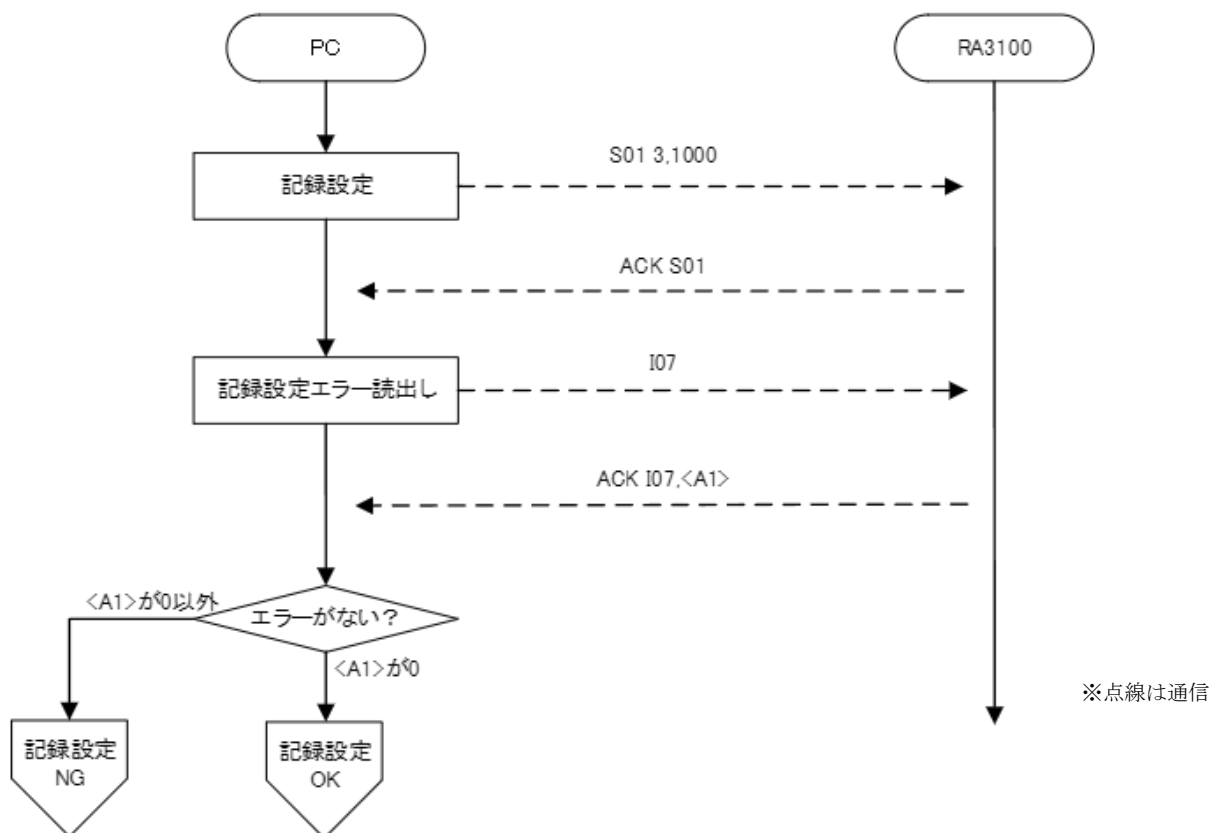 PC
RA3100
S01 3,1000
記録設定
ACK S01
I07
記録設定エラー読出し
ACK I07,<A1>
<A1>が0以外
エラーがない？
<A1>が0
※点線は通信
記録設定
NG
記録設定
OK